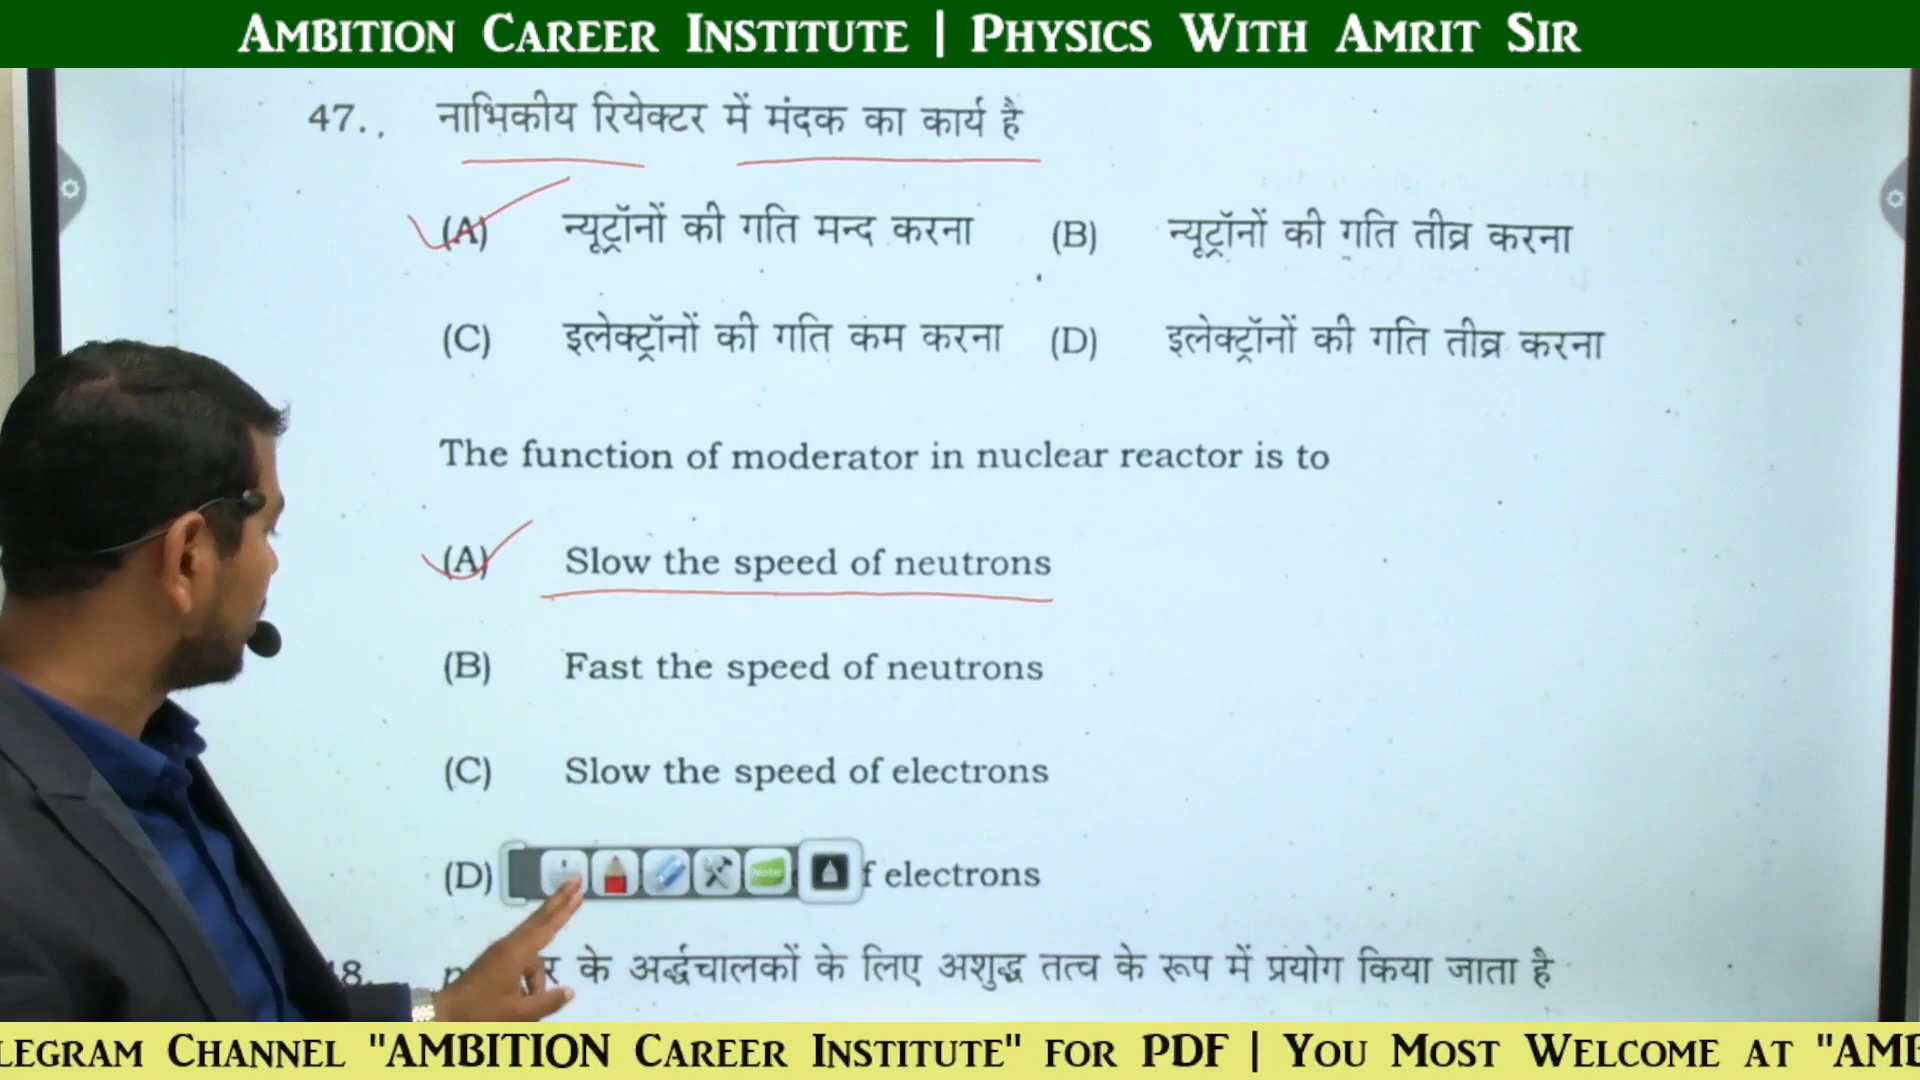 AMBITION CAREER INSTITUTE | PHYSICS WITH AMRIT SIR
47. नाभिकीय रियेक्टर में मंदक का कार्य है
(A) न्यूट्रॉनों की गति मन्द करना (B) न्यूट्रॉनों की गति तीव्र करना
(C) इलेक्ट्रॉनों की गति कम करना (D) इलेक्ट्रॉनों की गति तीव्र करना
The function of moderator in nuclear reactor is to
(A) Slow the speed of neutrons
(B) Fast the speed of neutrons
(C) Slow the speed of electrons
(D) Note f electrons
8. के अर्द्धचालकों के लिए अशुद्ध तत्व के रूप में प्रयोग किया जाता है
LEGRAM CHANNEL "AMBITION CAREER INSTITUTE" FOR PDF | YOU MOST WELCOME AT "AMB